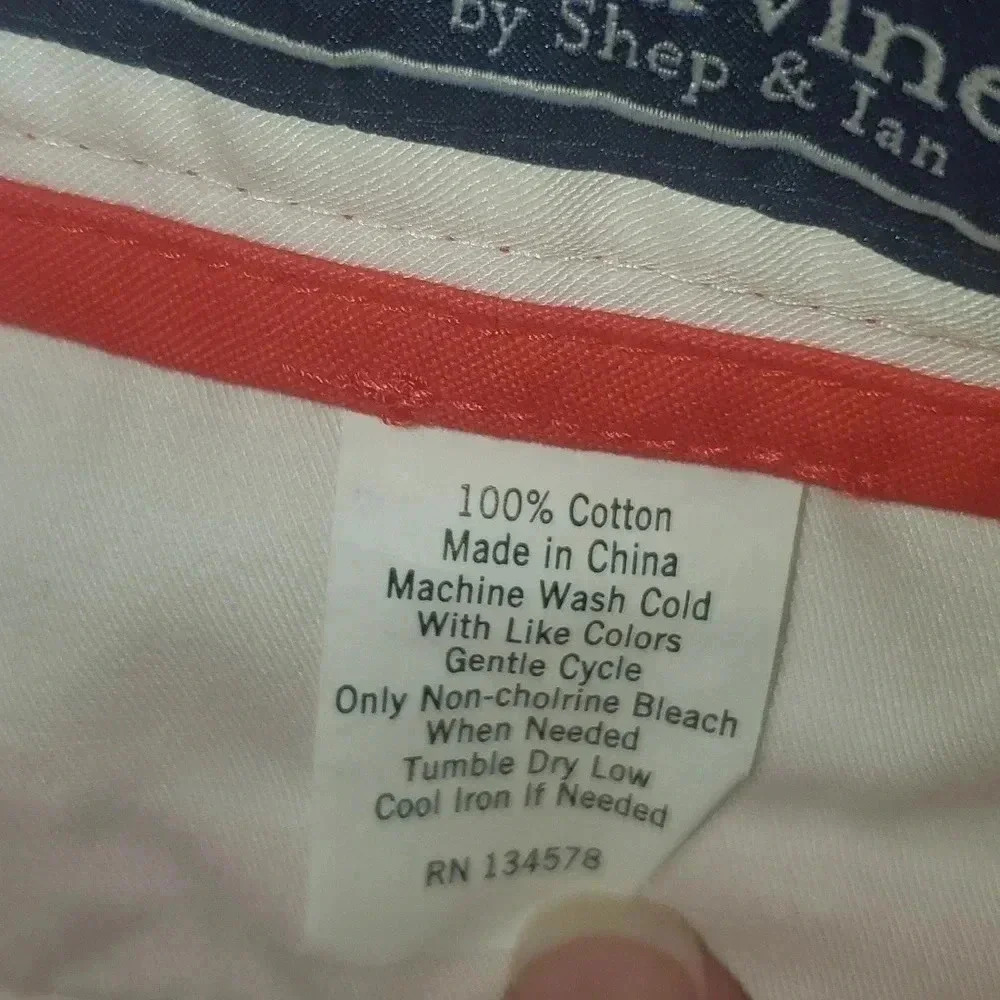 by Shep & Ian
100% Cotton
Made in China
Machine Wash Cold
With Like Colors
Gentle Cycle
Only Non-cholrine Bleach
When Needed
Tumble Dry Low
Cool Iron If Needed
RN 134578